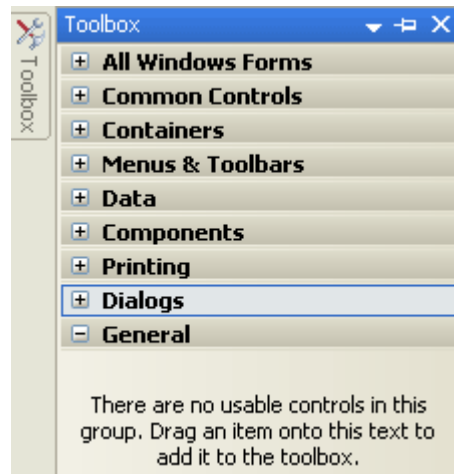 Toolbox
Toolbox
All Windows Forms
Common Controls
Containers
Menus & Toolbars
Data
Components
Printing
Dialogs
General
There are no usable controls in this
group. Drag an item onto this text to
add it to the toolbox.